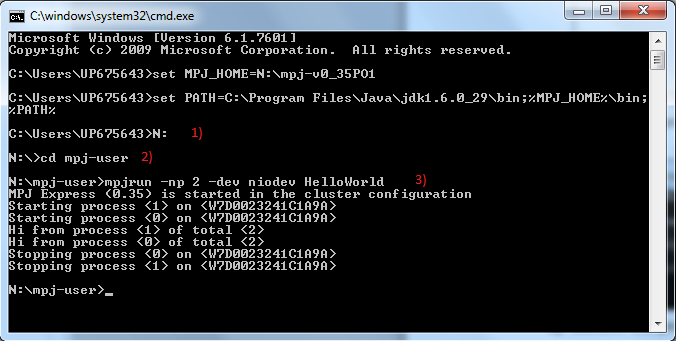 C:\windows\system32\cmd.exe
Microsoft Windows [Version 6.1.7601]
Copyright (c) 2009 Microsoft Corporation.  All rights reserved.
C:\Users\UP675643>set MPJ_HOME=N:\mpj-v0_35PO1
C:\Users\UP675643>set PATH=C:\Program Files\Java\jdk1.6.0_29\bin;%MPJ_HOME%\bin;
%PATH%
C:\Users\UP675643>N: 1)
N:\>cd mpj-user 2)
N:\mpj-user>mpjrun -np 2 -dev niodev HelloWorld 3)
MPJ Express (0.35) is started in the cluster configuration
Starting process <1> on <W7D0023241C1A9A>
Starting process <0> on <W7D0023241C1A9A>
Hi from process <1> of total <2>
Hi from process <0> of total <2>
Stopping process <0> on <W7D0023241C1A9A>
Stopping process <1> on <W7D0023241C1A9A>
N:\mpj-user>_